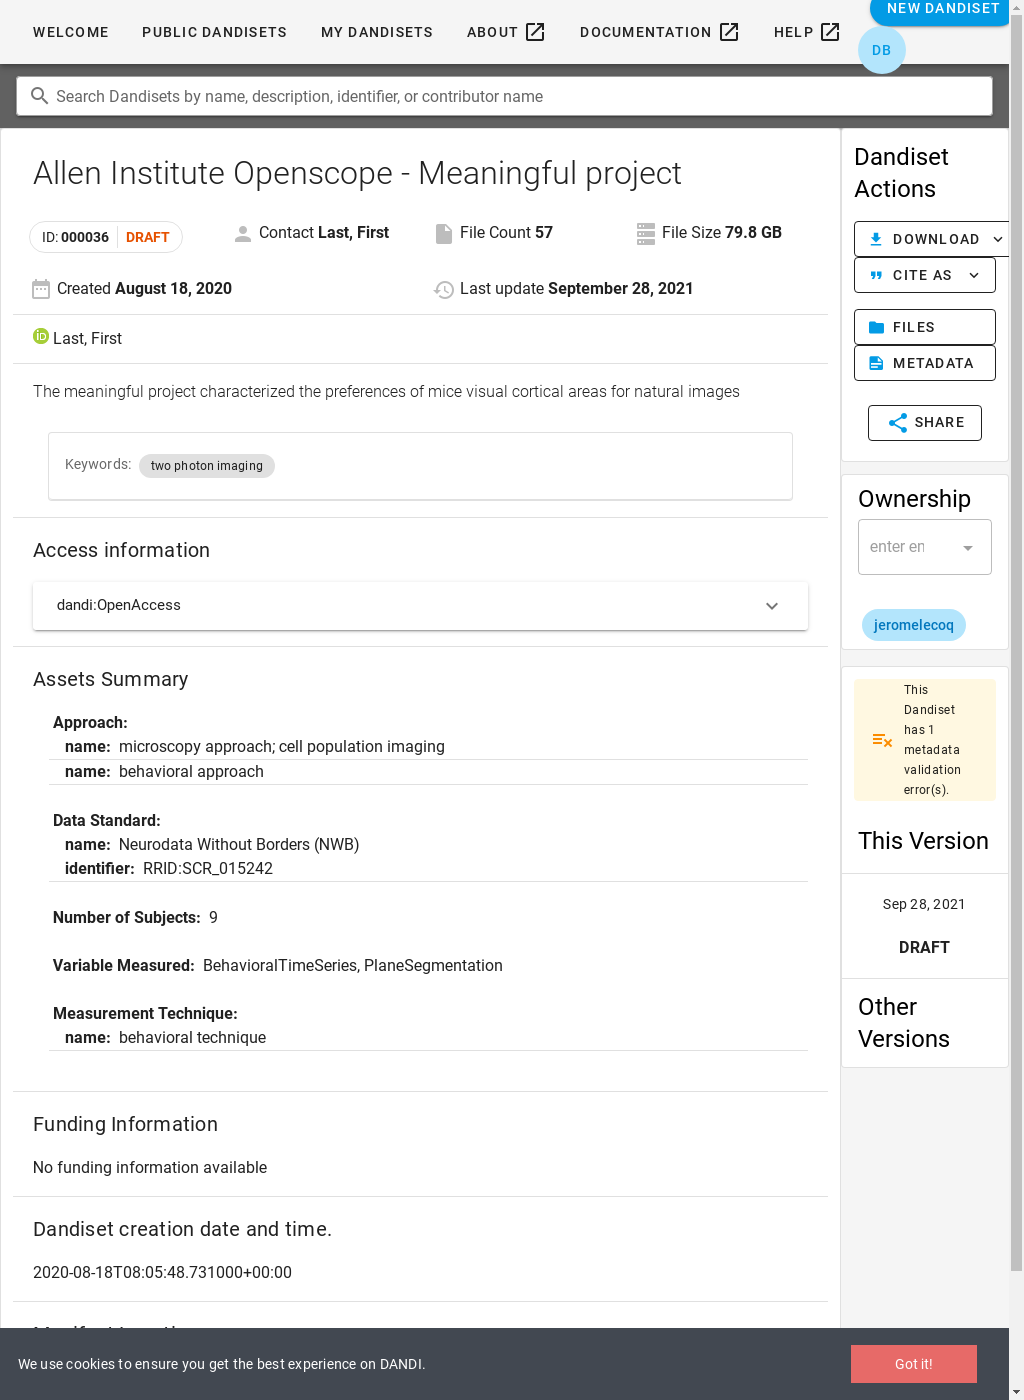 WELCOME PUBLIC DANDISETS MY DANDISETS ABOUT DOCUMENTATION HELP NEW DANDISET
DB
Search Dandisets by name, description, identifier, or contributor name
Allen Institute Openscope - Meaningful project
ID: 000036 DRAFT Contact Last, First File Count 57 File Size 79.8 GB
Created August 18, 2020 Last update September 28, 2021
iD Last, First
The meaningful project characterized the preferences of mice visual cortical areas for natural images
Keywords: two photon imaging
Access information
dandi:OpenAccess
Assets Summary
Approach:
name: microscopy approach; cell population imaging
name: behavioral approach
Data Standard:
name: Neurodata Without Borders (NWB)
identifier: RRID:SCR_015242
Number of Subjects: 9
Variable Measured: BehavioralTimeSeries, PlaneSegmentation
Measurement Technique:
name: behavioral technique
Funding Information
No funding information available
Dandiset creation date and time.
2020-08-18T08:05:48.731000+00:00
Dandiset
Actions
DOWNLOAD
CITE AS
FILES
METADATA
SHARE
Ownership
enter en
jeromelecoq
This
Dandiset
has 1
metadata
validation
error(s).
This Version
Sep 28, 2021
DRAFT
Other
Versions
We use cookies to ensure you get the best experience on DANDI.
Got it!